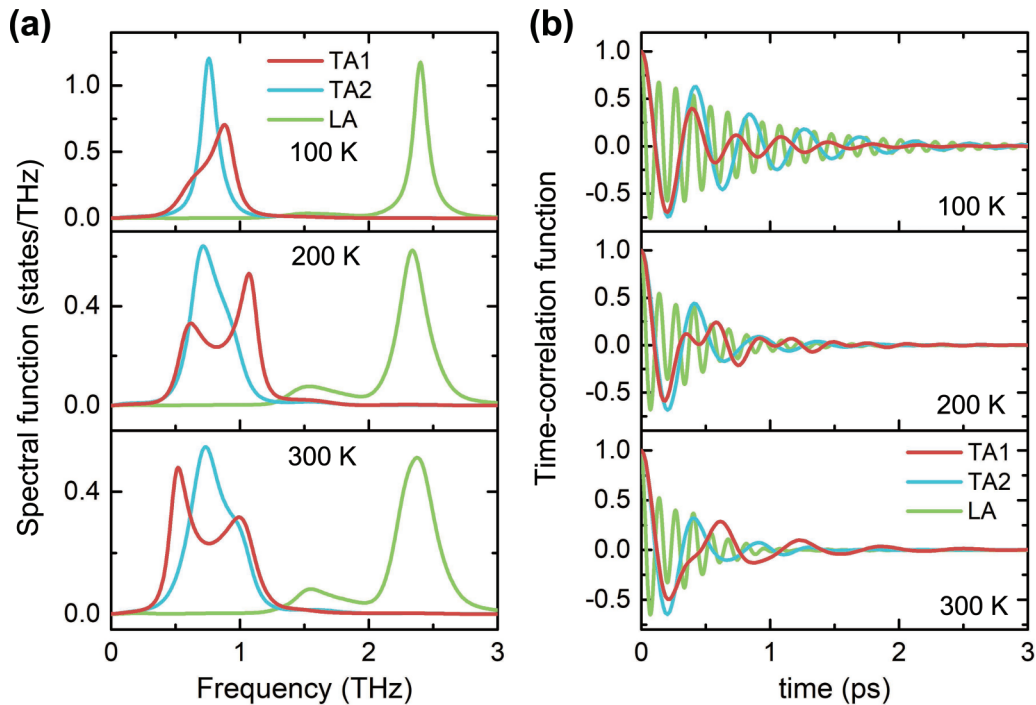 (a)
Spectral function (states/THz)
1.0
0.5
0.0
TA1
TA2
LA
100 K
0.4
0.0
200 K
0.4
0.0
300 K
0
1
2
3
Frequency (THz)
(b)
Time-correlation function
1.0
0.5
0.0
-0.5
100 K
1.0
0.5
0.0
-0.5
200 K
1.0
0.5
0.0
-0.5
TA1
TA2
LA
300 K
0
1
2
3
time (ps)